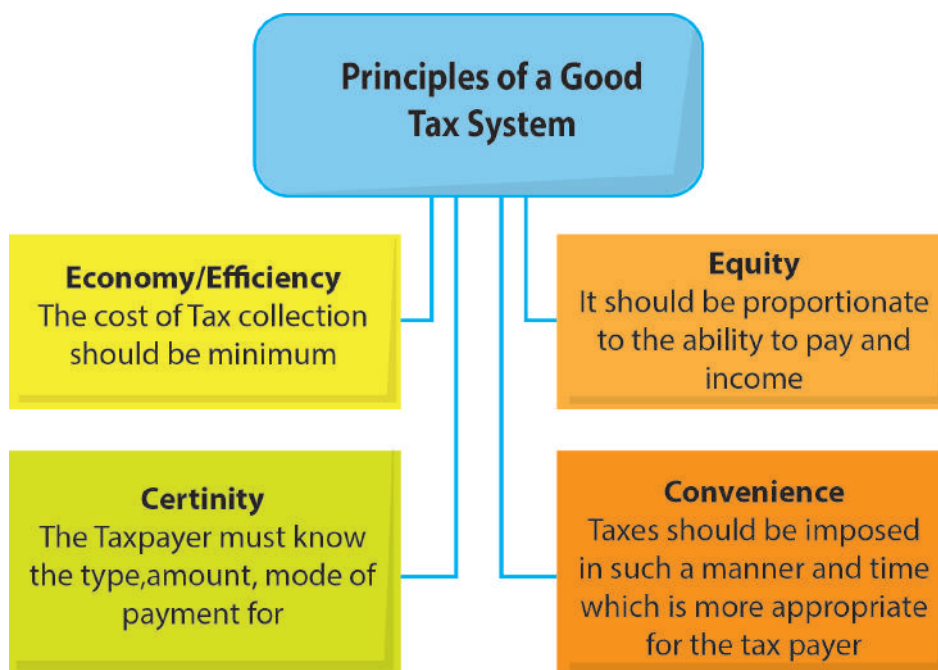 Principles of a Good
Tax System
Economy/Efficiency
The cost of Tax collection
should be minimum
Equity
It should be proportionate
to the ability to pay and
income
Certinity
The Taxpayer must know
the type,amount, mode of
payment for
Convenience
Taxes should be imposed
in such a manner and time
which is more appropriate
for the tax payer